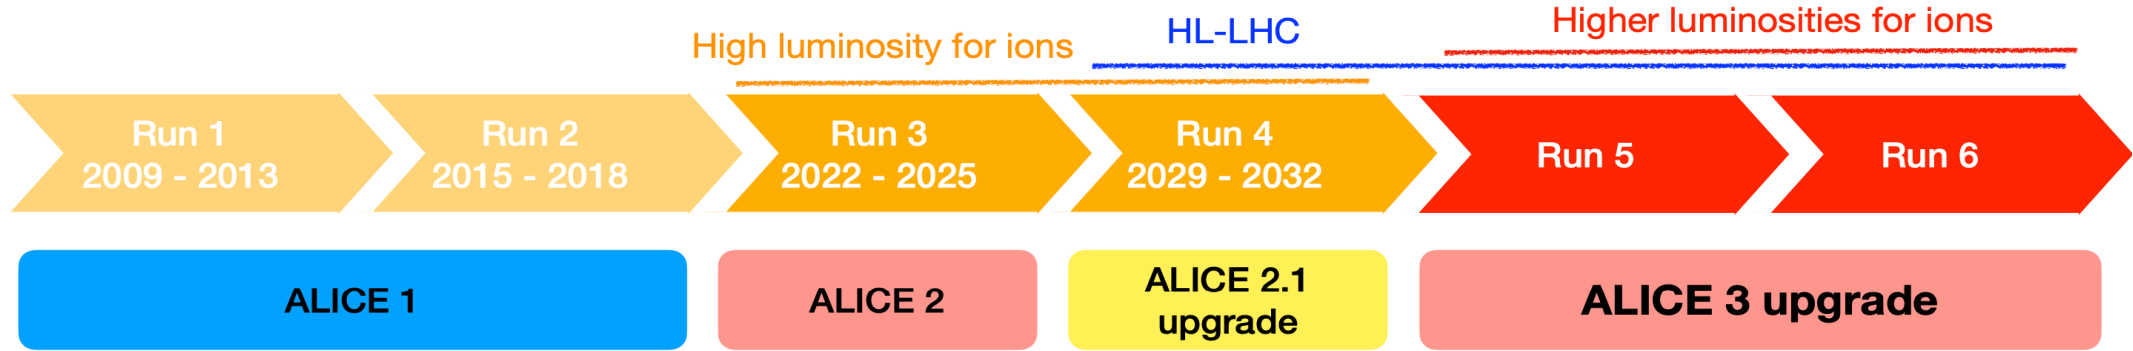 High luminosity for ions
HL-LHC
Higher luminosities for ions
Run 1
2009 - 2013
Run 2
2015 - 2018
Run 3
2022 - 2025
Run 4
2029 - 2032
Run 5
Run 6
ALICE 1
ALICE 2
ALICE 2.1
upgrade
ALICE 3 upgrade